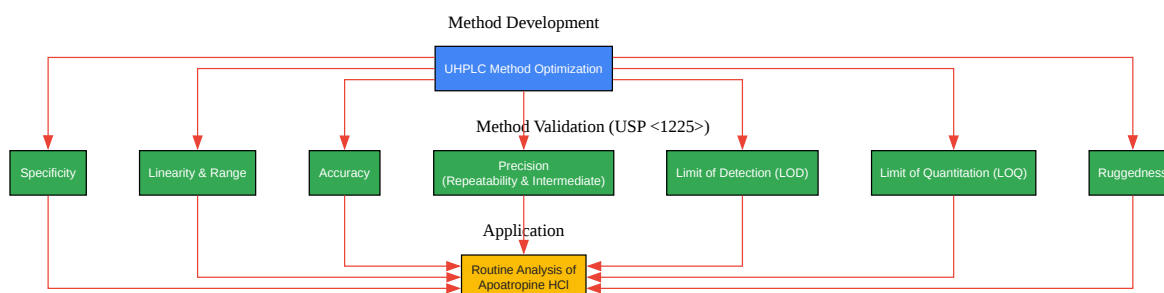 Method Development
UHPLC Method Optimization
Method Validation (USP <1225>)
Specificity
Linearity & Range
Accuracy
Precision
(Repeatability & Intermediate)
Limit of Detection (LOD)
Limit of Quantitation (LOQ)
Ruggedness
Application
Routine Analysis of
Apoatropine HCl